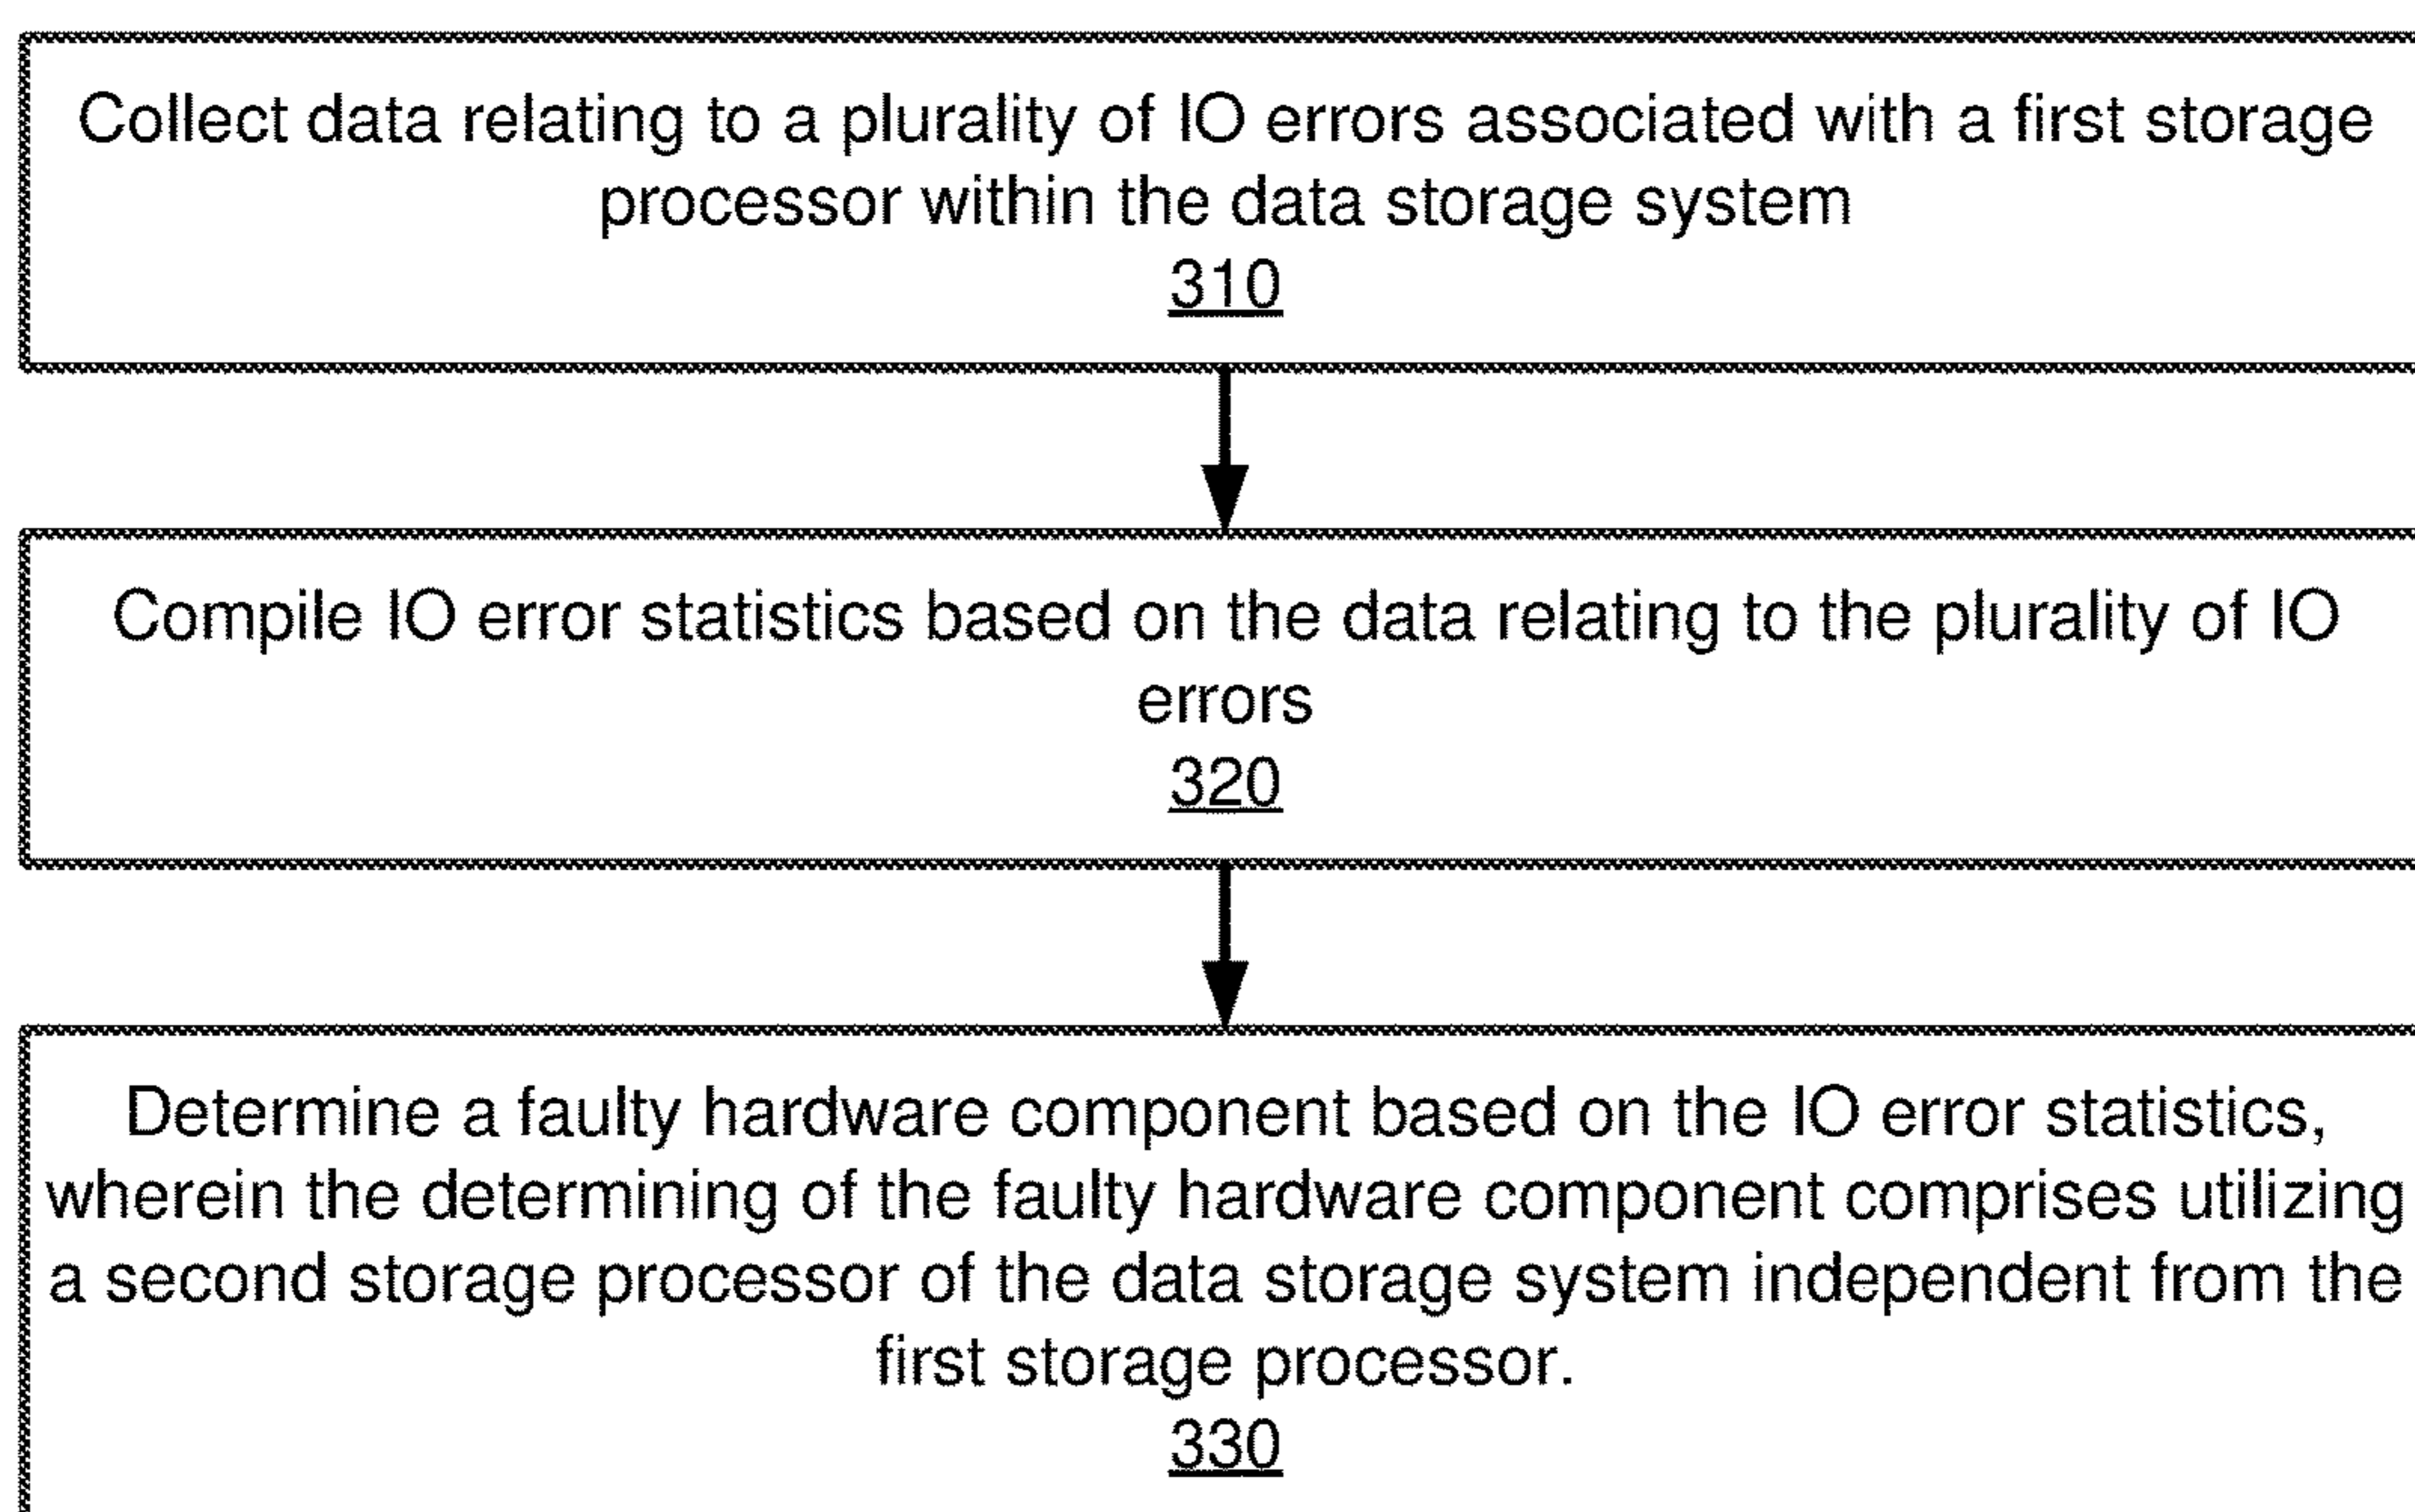 Collect data relating to a plurality of IO errors associated with a first storage
processor within the data storage system
310
Compile IO error statistics based on the data relating to the plurality of IO
errors
320
Determine a faulty hardware component based on the IO error statistics,
wherein the determining of the faulty hardware component comprises utilizing
a second storage processor of the data storage system independent from the
first storage processor.
330